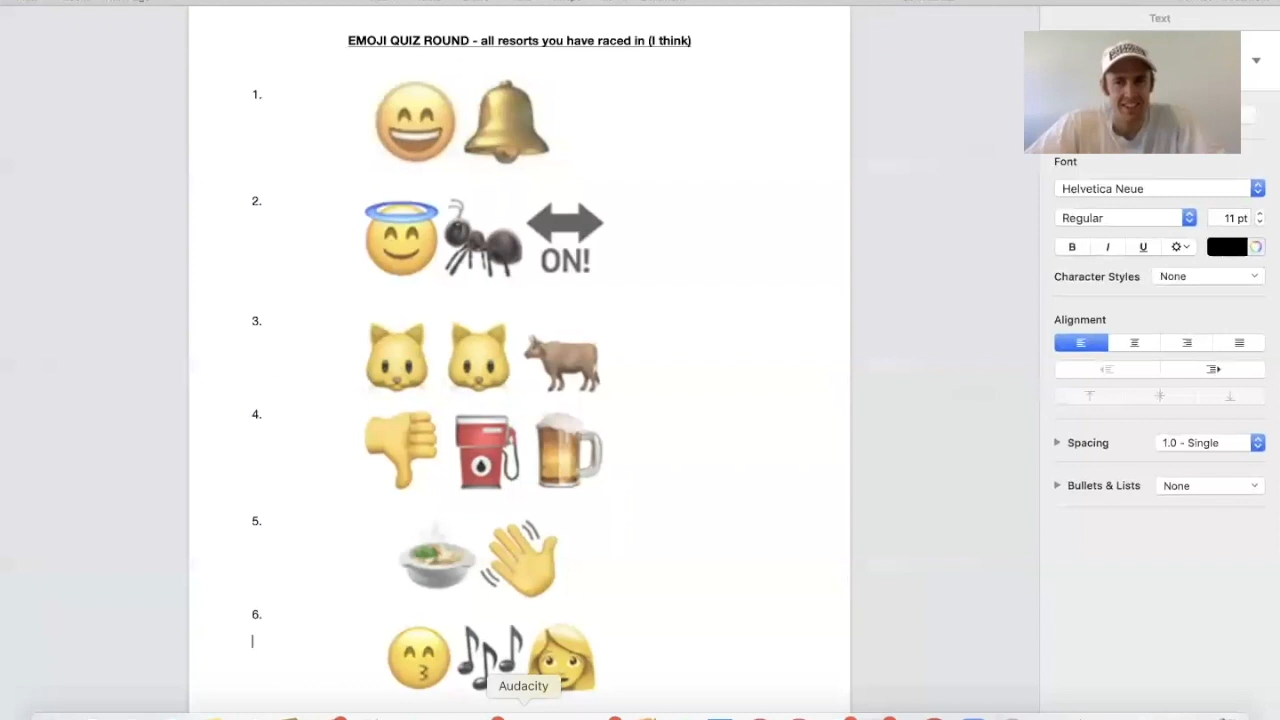 Text
EMOJI QUIZ ROUND - all resorts you have raced in (I think)
1.
2.
ON!
3.
4.
5.
6.
Audacity
Font
Helvetica Neue
Regular
11 pt
B I U
Character Styles
None
Alignment
Spacing
1.0 - Single
Bullets & Lists
None